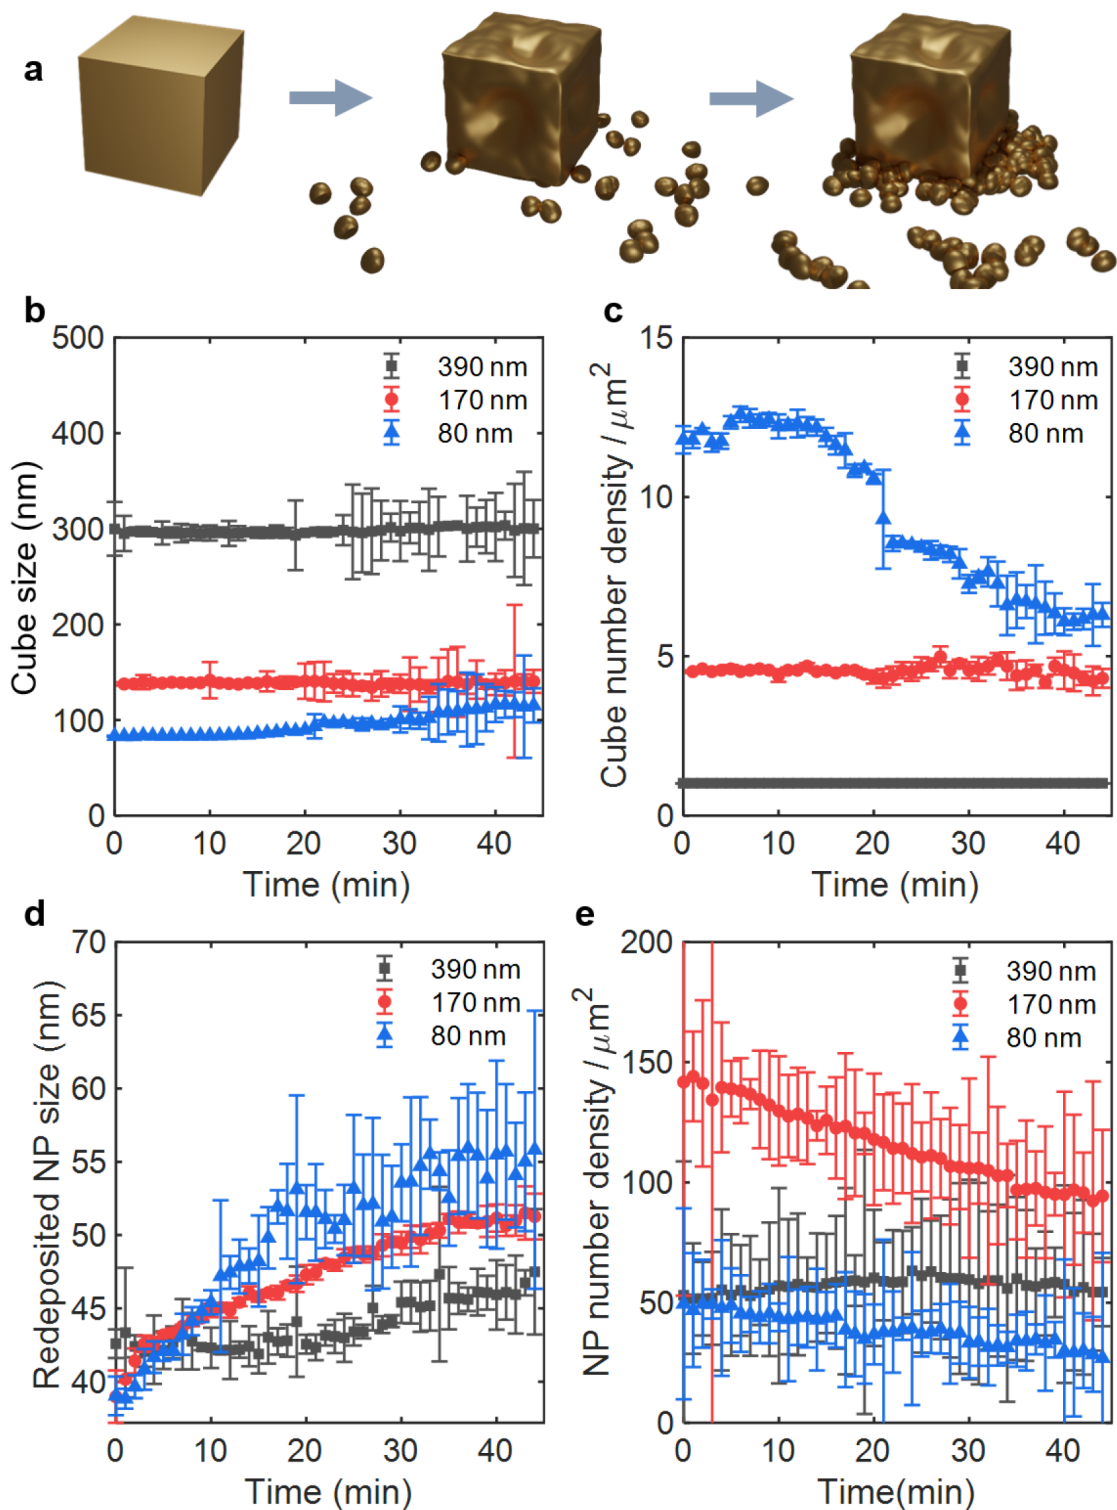 a
b
500
400
300
200
100
0
0 10 20 30 40
Cube size (nm)
Time (min)
390 nm
170 nm
80 nm
c
15
10
5
0
0 10 20 30 40
Cube number density / μm²
Time (min)
390 nm
170 nm
80 nm
d
70
65
60
55
50
45
40
0 10 20 30 40
Redeposited NP size (nm)
Time (min)
390 nm
170 nm
80 nm
e
200
150
100
50
0
0 10 20 30 40
NP number density / μm²
Time(min)
390 nm
170 nm
80 nm